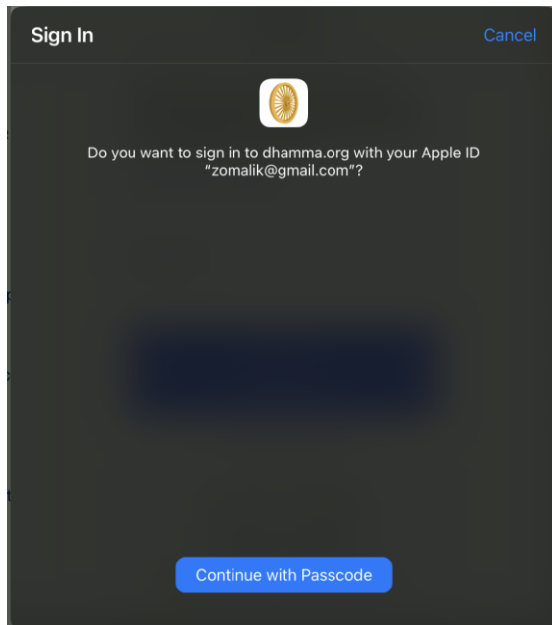 Sign In
Cancel
Do you want to sign in to dhamma.org with your Apple ID
“zomalik@gmail.com”?
Continue with Passcode